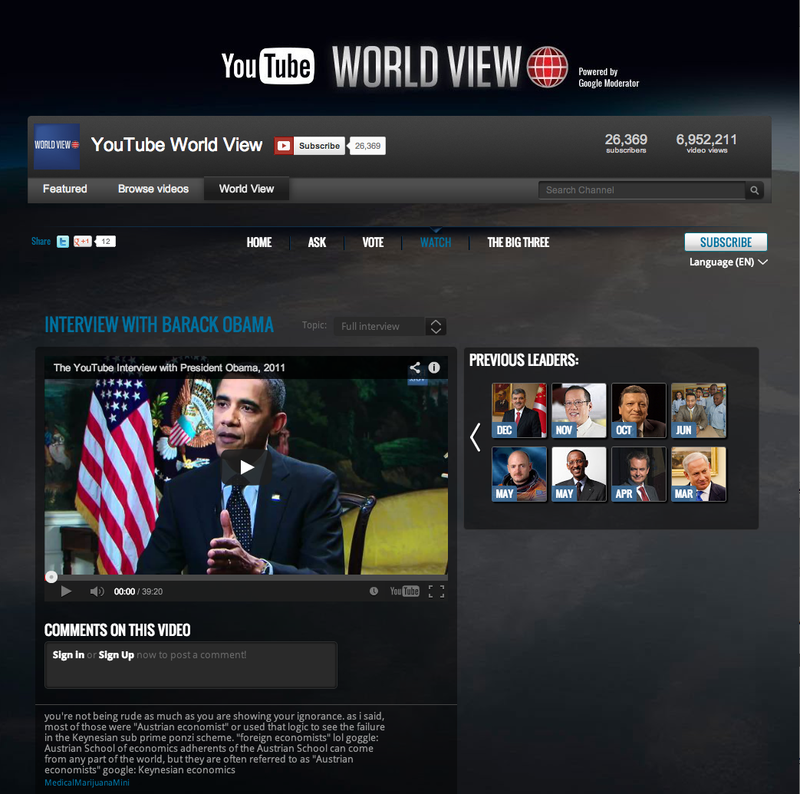 You Tube WORLD VIEW
Powered by
Google Moderator
WORLD VIEW
YouTube World View
Subscribe
26,369
26,369
subscribers
6,952,211
video views
Featured
Browse videos
World View
Search Channel
Share
+1
12
HOME
ASK
VOTE
WATCH
THE BIG THREE
SUBSCRIBE
Language (EN)
INTERVIEW WITH BARACK OBAMA
Topic:
Full interview
The YouTube Interview with President Obama, 2011
00:00 / 39:20
YouTube
PREVIOUS LEADERS:
DEC
NOV
OCT
JUN
MAY
MAY
APR
MAR
COMMENTS ON THIS VIDEO
Sign in or Sign Up now to post a comment!
you're not being rude as much as you are showing your ignorance. as i said,
most of those were "Austrian economist" or used that logic to see the failure
in the Keynesian sub prime ponzi scheme. "foreign economists" lol goggle:
Austrian School of economics adherents of the Austrian School can come
from any part of the world, but they are often referred to as "Austrian
economists" google: Keynesian economics
MedicalMarijuanaMini